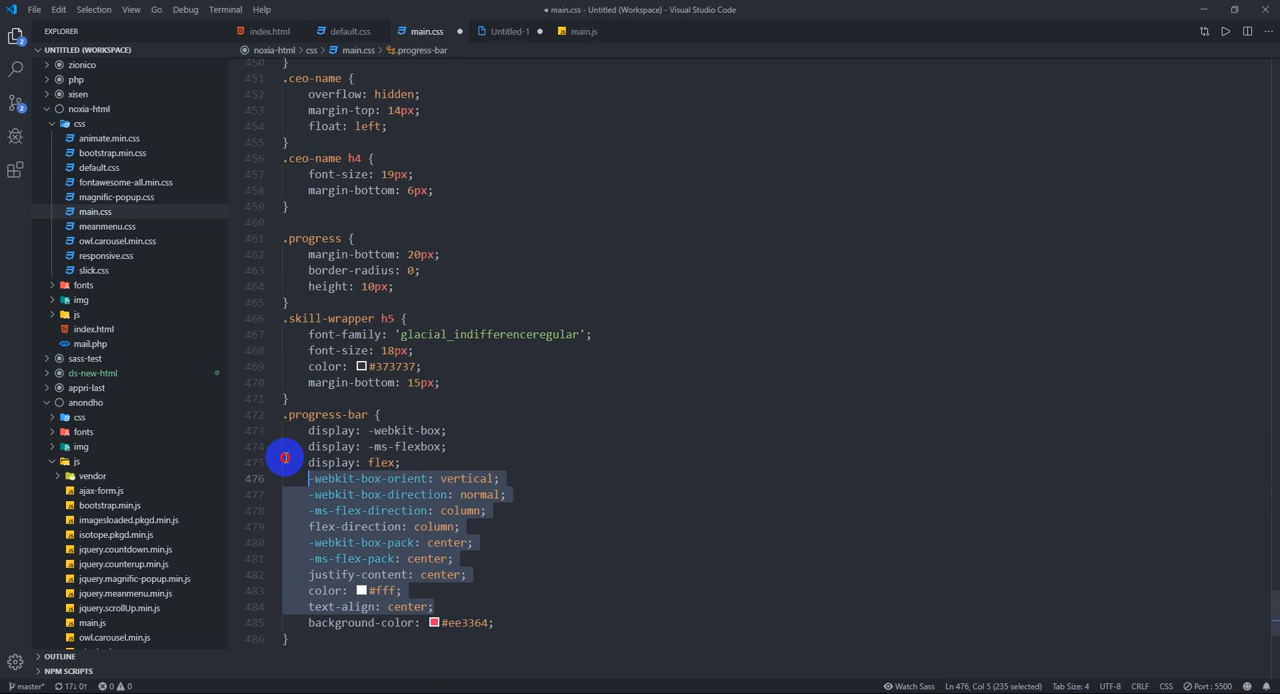 File Edit Selection View Go Debug Terminal Help
● main.css - Untitled (Workspace) - Visual Studio Code
EXPLORER
index.html
default.css
main.css
Untitled-1
main.js
UNTITLED (WORKSPACE)
noxia-html > css > main.css > .progress-bar
zionico
php
xisen
noxia-html
css
animate.min.css
bootstrap.min.css
default.css
fontawesome-all.min.css
magnific-popup.css
main.css
meanmenu.css
owl.carousel.min.css
responsive.css
slick.css
fonts
img
js
index.html
mail.php
sass-test
ds-new-html
appri-last
anondho
css
fonts
img
js
vendor
ajax-form.js
bootstrap.min.js
imagesloaded.pkgd.min.js
isotope.pkgd.min.js
jquery.countdown.min.js
jquery.counterup.min.js
jquery.magnific-popup.min.js
jquery.meanmenu.min.js
jquery.scrollUp.min.js
main.js
owl.carousel.min.js
OUTLINE
NPM SCRIPTS
450 }
451 .ceo-name {
452 overflow: hidden;
453 margin-top: 14px;
454 float: left;
455 }
456 .ceo-name h4 {
457 font-size: 19px;
458 margin-bottom: 6px;
459 }
460
461 .progress {
462 margin-bottom: 20px;
463 border-radius: 0;
464 height: 10px;
465 }
466 .skill-wrapper h5 {
467 font-family: 'glacial_indifferenceregular';
468 font-size: 18px;
469 color: #373737;
470 margin-bottom: 15px;
471 }
472 .progress-bar {
473 display: -webkit-box;
474 display: -ms-flexbox;
475 display: flex;
476 -webkit-box-orient: vertical;
477 -webkit-box-direction: normal;
478 -ms-flex-direction: column;
479 flex-direction: column;
480 -webkit-box-pack: center;
481 -ms-flex-pack: center;
482 justify-content: center;
483 color: #fff;
484 text-align: center;
485 background-color: #ee3364;
486 }
master* 17↓ 0↑ 0 0
Watch Sass Ln 476, Col 5 (235 selected) Tab Size: 4 UTF-8 CRLF CSS Port : 5500